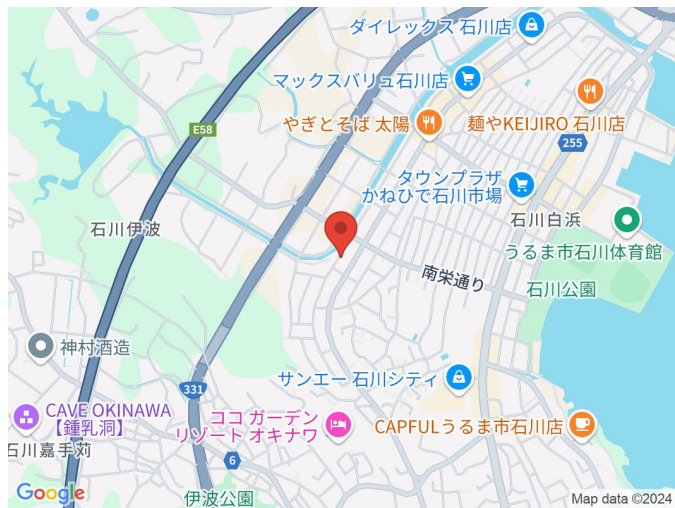 ダイレックス 石川店
マックスバリュ石川店
E58
やぎとそば 太陽
麺やKEIJIRO 石川店
255
タウンプラザ
かねひで石川市場
石川伊波
石川白浜
うるま市石川体育館
南栄通り
石川公園
神村酒造
サンエー 石川シティ
331
CAVE OKINAWA
【鍾乳洞】
ココ ガーデン
リゾート オキナワ
CAPFULうるま市石川店
石川嘉手苅
6
伊波公園
Google
Map data ©2024